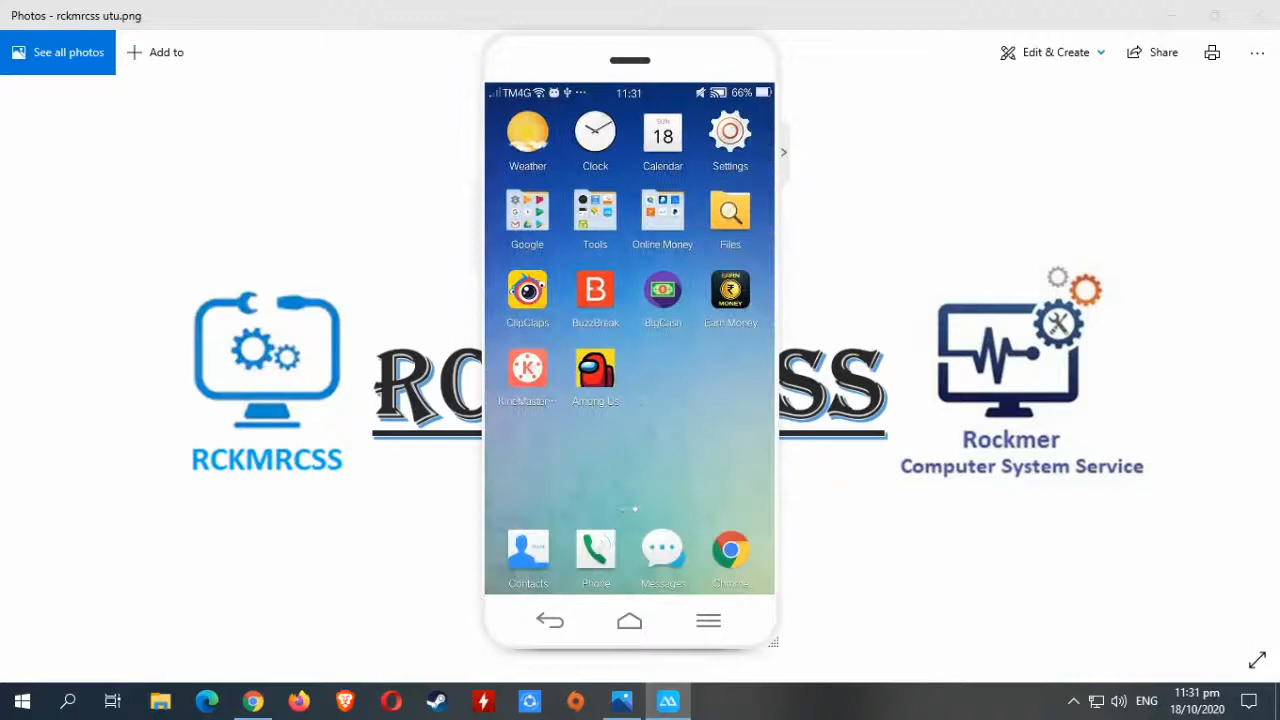 Photos - rckmrcss utu.png
See all photos
Add to
Edit & Create
Share
TM4G 11:31 66%
SUN
18
Weather Clock Calendar Settings
Google Tools Online Money Files
B
EARN
MONEY
ClipClaps BuzzBreak BigCash Earn Money
K
KineMaster... Among Us
RC
SS
RCKMRCSS
Rockmer
Computer System Service
Contacts Phone Messages Chrome
ENG
11:31 pm
18/10/2020